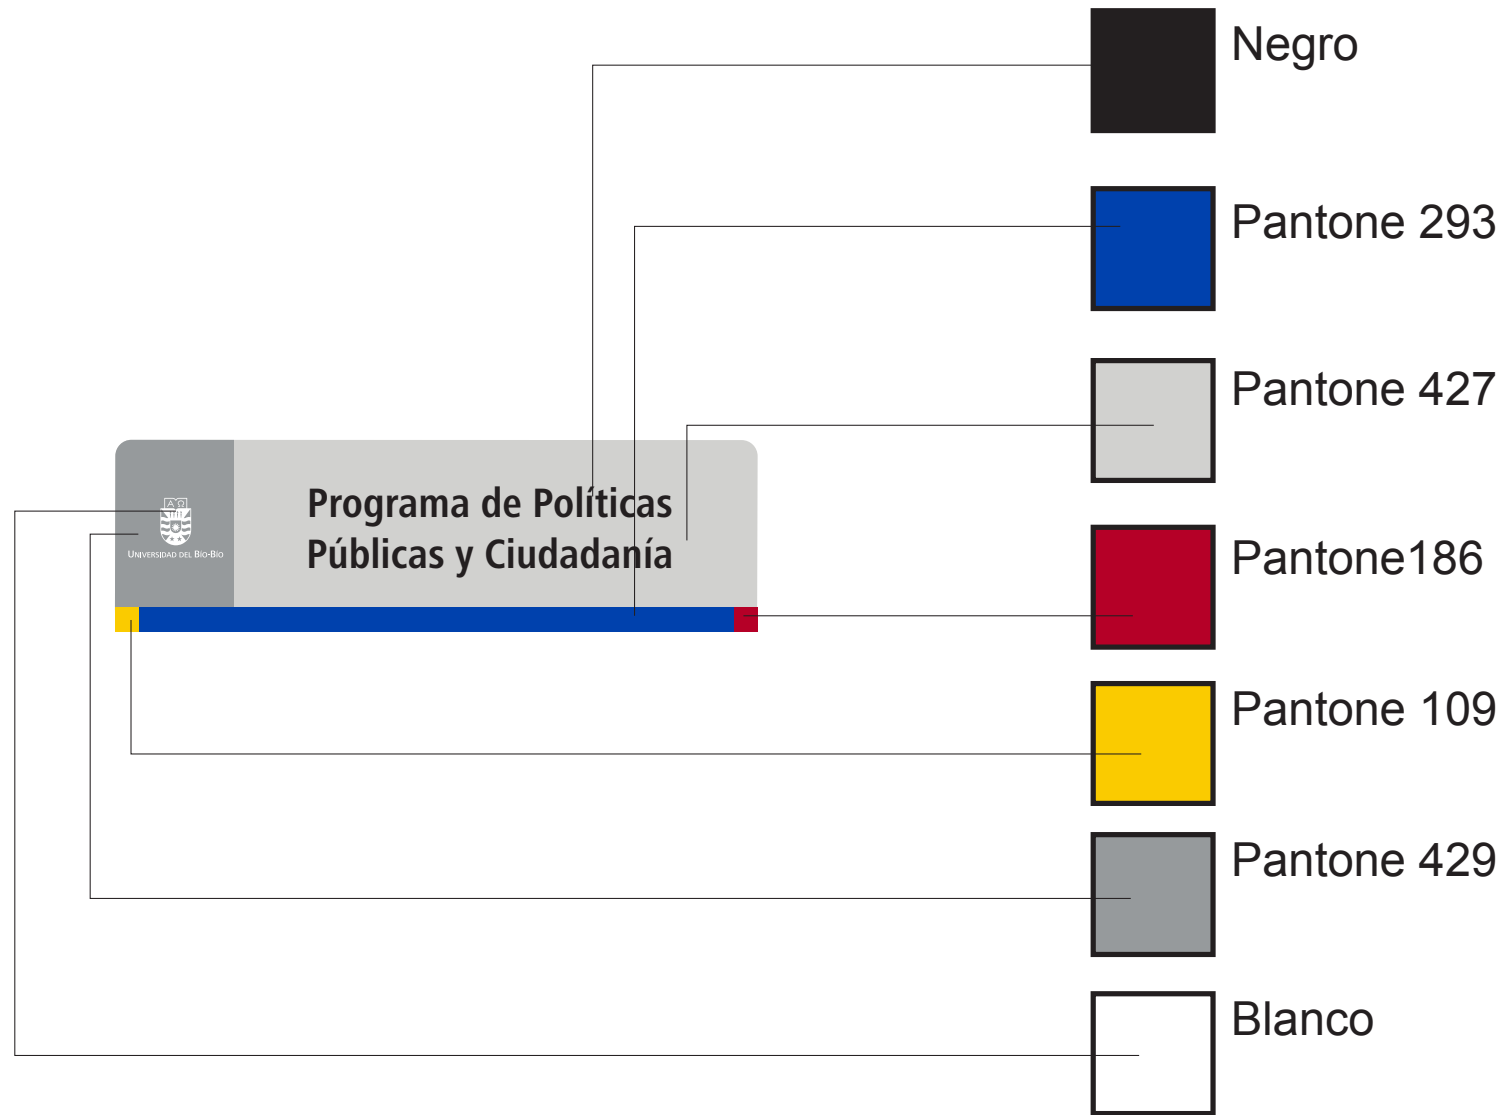 Negro
Pantone 293
Pantone 427
Programa de Políticas
Públicas y Ciudadanía
ΑΩ
UNIVERSIDAD DEL BÍO-BÍO
Pantone186
Pantone 109
Pantone 429
Blanco